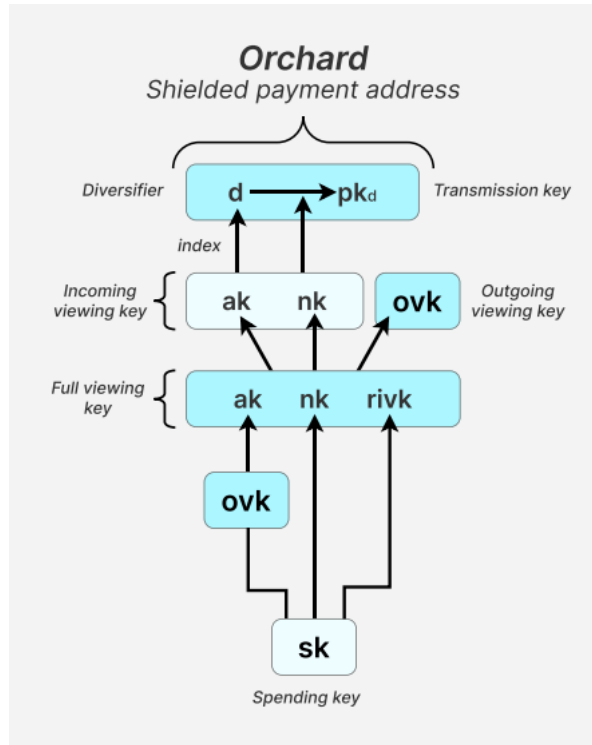 Orchard
Shielded payment address
Diversifier
d
pkd
Transmission key
index
Incoming
viewing key
ak
nk
ovk
Outgoing
viewing key
Full viewing
key
ak
nk
rivk
ovk
sk
Spending key